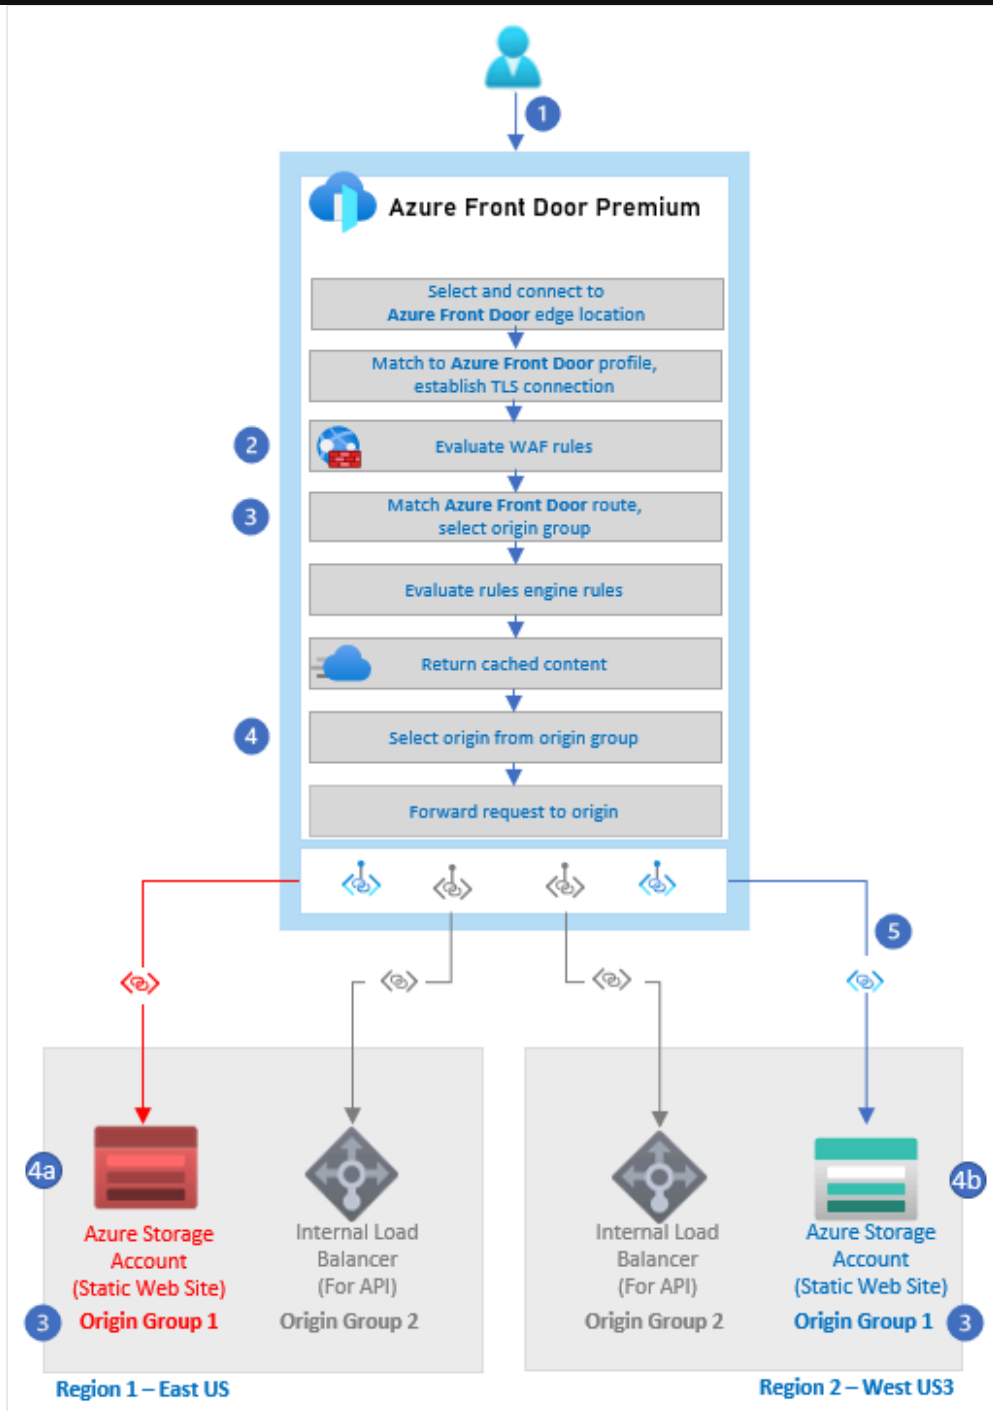 1
Azure Front Door Premium
Select and connect to
Azure Front Door edge location
Match to Azure Front Door profile,
establish TLS connection
2
Evaluate WAF rules
3
Match Azure Front Door route,
select origin group
Evaluate rules engine rules
Return cached content
4
Select origin from origin group
Forward request to origin
5
4a
Azure Storage
Account
(Static Web Site)
3
Origin Group 1
Internal Load
Balancer
(For API)
Origin Group 2
Region 1 – East US
Internal Load
Balancer
(For API)
Origin Group 2
4b
Azure Storage
Account
(Static Web Site)
Origin Group 1
3
Region 2 – West US3